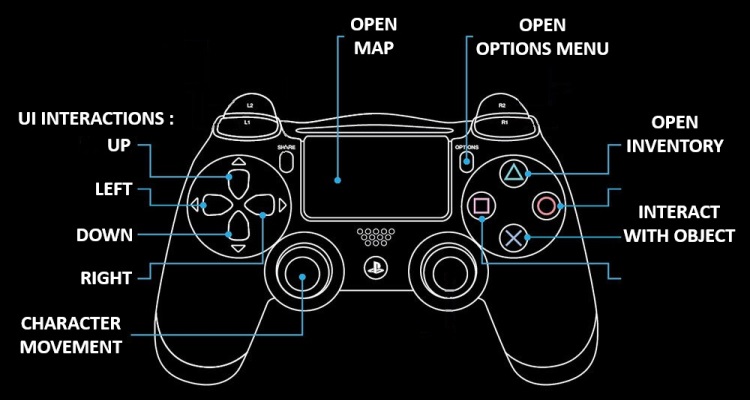 OPEN
MAP
OPEN
OPTIONS MENU
L2
L1
R2
R1
UI INTERACTIONS :
UP
LEFT
DOWN
RIGHT
CHARACTER
MOVEMENT
SHARE
OPTIONS
OPEN
INVENTORY
INTERACT
WITH OBJECT